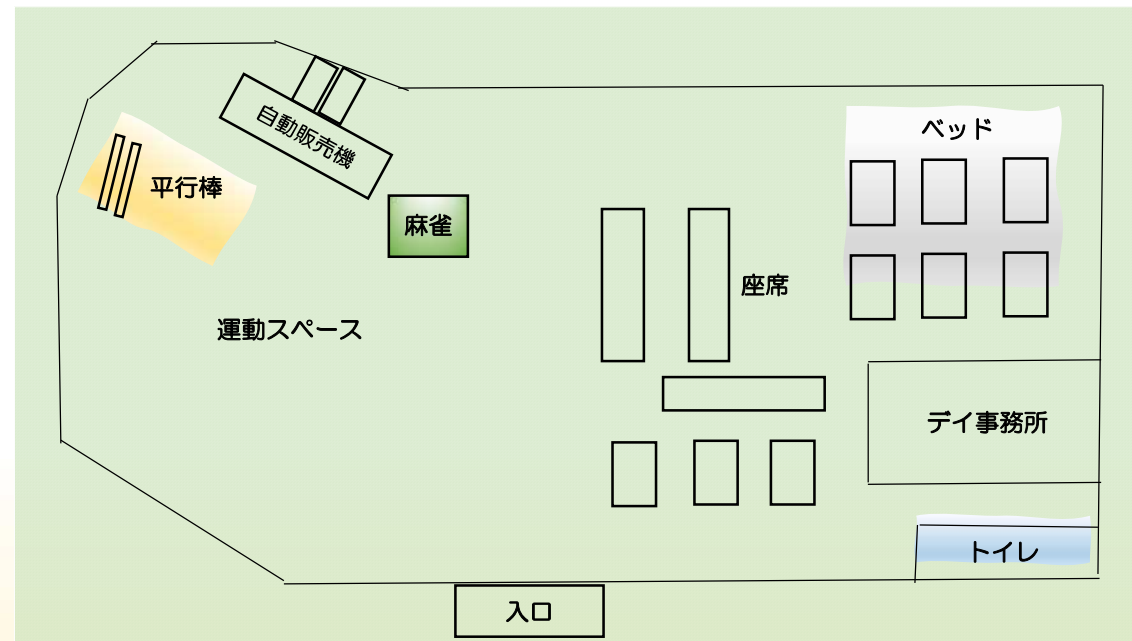 自動販売機
ベッド
平行棒
麻雀
座席
運動スペース
デイ事務所
トイレ
入口